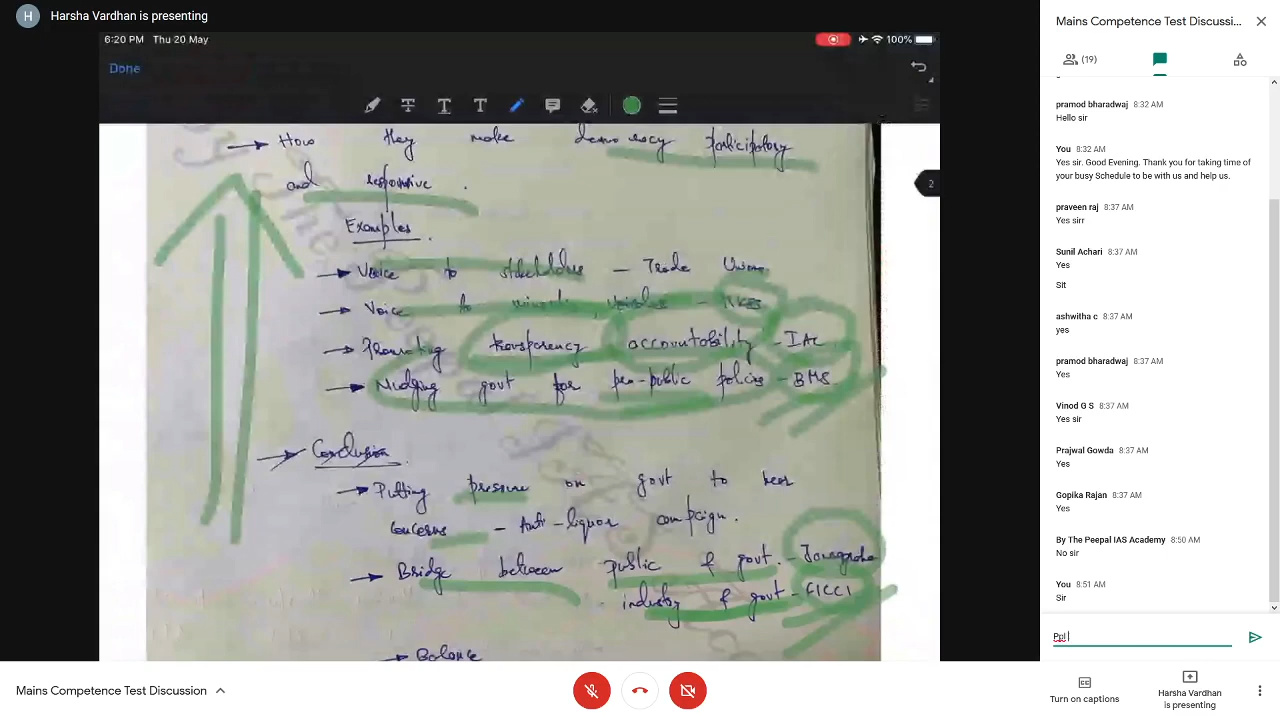 H Harsha Vardhan is presenting
6:20 PM Thu 20 May
100%
Done
→ How they make democracy participatory
and responsive.
Examples.
→ Voice to stakeholders — Trade Unions
→ Voice to voiceless -
→ Promoting transparency accountability - IAC
→ Nudging govt for pro-public policies - BMS
→ Conclusion
→ Putting pressure on govt to hear
concerns - Anti-liquor campaign.
→ Bridge between public & govt. - Janagraha
industry & govt - FICCI
→ Balance
2
Mains Competence Test Discussi...
(19)
pramod bharadwaj 8:32 AM
Hello sir
You 8:32 AM
Yes sir. Good Evening. Thank you for taking time of
your busy Schedule to be with us and help us.
praveen raj 8:37 AM
Yes sirr
Sunil Achari 8:37 AM
Yes
Sit
ashwitha c 8:37 AM
yes
pramod bharadwaj 8:37 AM
Yes
Vinod G S 8:37 AM
Yes sir
Prajwal Gowda 8:37 AM
Yes
Gopika Rajan 8:37 AM
Yes
By The Peepal IAS Academy 8:50 AM
No sir
You 8:51 AM
Sir
Ppl
Mains Competence Test Discussion
Turn on captions
Harsha Vardhan
is presenting